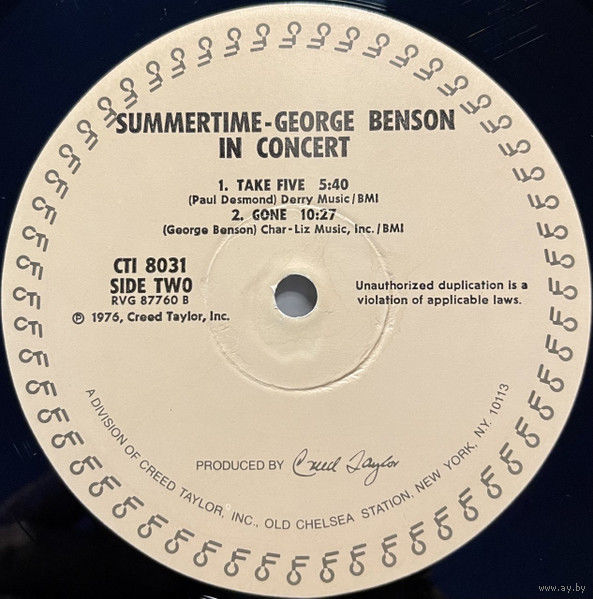 SUMMERTIME-GEORGE BENSON
IN CONCERT
1. TAKE FIVE 5:40
(Paul Desmond) Derry Music/BMI
2. GONE 10:27
(George Benson) Char-Liz Music, Inc./BMI
CTI 8031
SIDE TWO
RVG 87760 B
℗ 1976, Creed Taylor, Inc.
Unauthorized duplication is a
violation of applicable laws.
PRODUCED BY Creed Taylor
A DIVISION OF CREED TAYLOR, INC., OLD CHELSEA STATION, NEW YORK, N.Y. 10113
www.ay.by